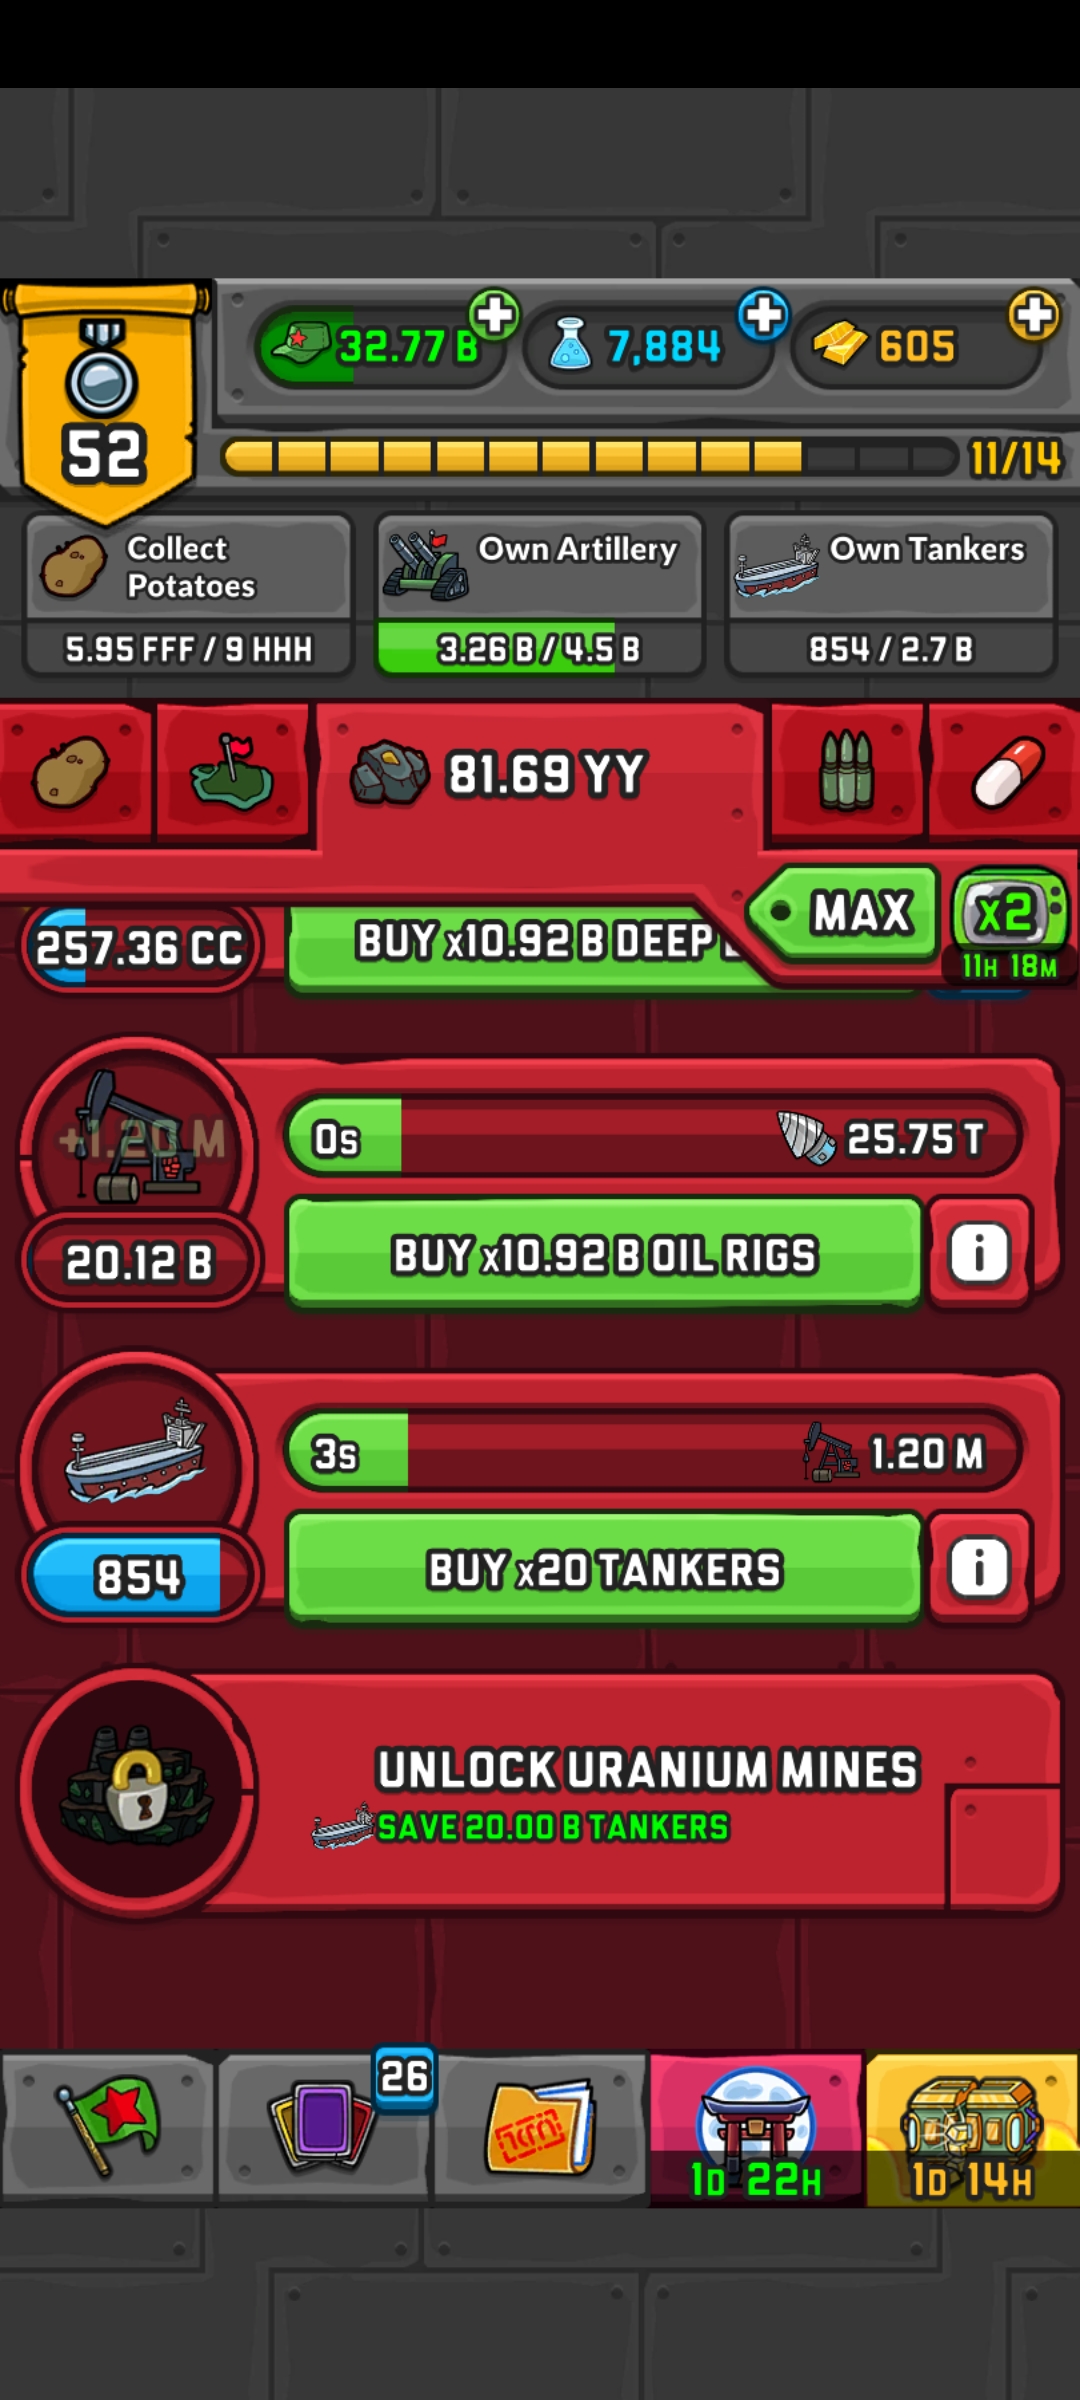 32.77 B
7,884
605
52
11/14
Collect
Potatoes
5.95 FFF / 9 HHH
Own Artillery
3.26 B / 4.5 B
Own Tankers
854 / 2.7 B
81.69 YY
MAX
x2
11H 18M
257.36 CC
BUY x10.92 B DEEP
+1.20 M
0s
25.75 T
20.12 B
BUY x10.92 B OIL RIGS
i
3s
1.20 M
854
BUY x20 TANKERS
i
UNLOCK URANIUM MINES
SAVE 20.00 B TANKERS
26
1D 22H
1D 14H